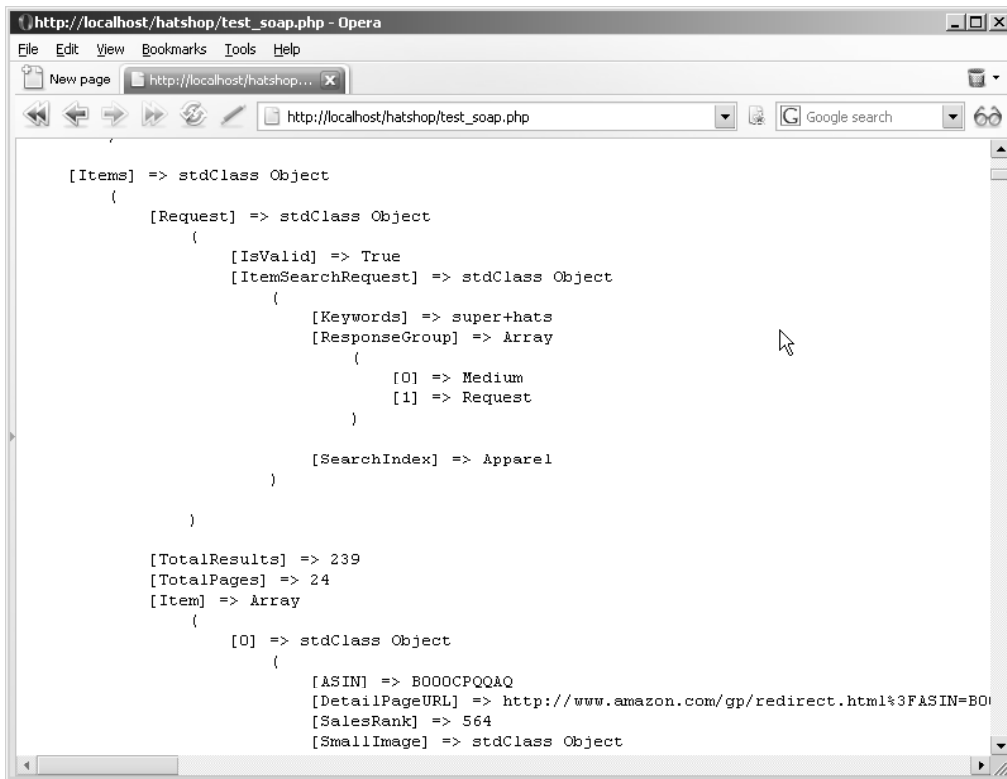 http://localhost/hatshop/test_soap.php - Opera
File Edit View Bookmarks Tools Help
New page http://localhost/hatshop...
http://localhost/hatshop/test_soap.php G Google search
)
[Items] => stdClass Object
(
[Request] => stdClass Object
(
[IsValid] => True
[ItemSearchRequest] => stdClass Object
(
[Keywords] => super+hats
[ResponseGroup] => Array
(
[0] => Medium
[1] => Request
)
[SearchIndex] => Apparel
)
)
[TotalResults] => 239
[TotalPages] => 24
[Item] => Array
(
[0] => stdClass Object
(
[ASIN] => B000CPQQAQ
[DetailPageURL] => http://www.amazon.com/gp/redirect.html%3FASIN=B0
[SalesRank] => 564
[SmallImage] => stdClass Object